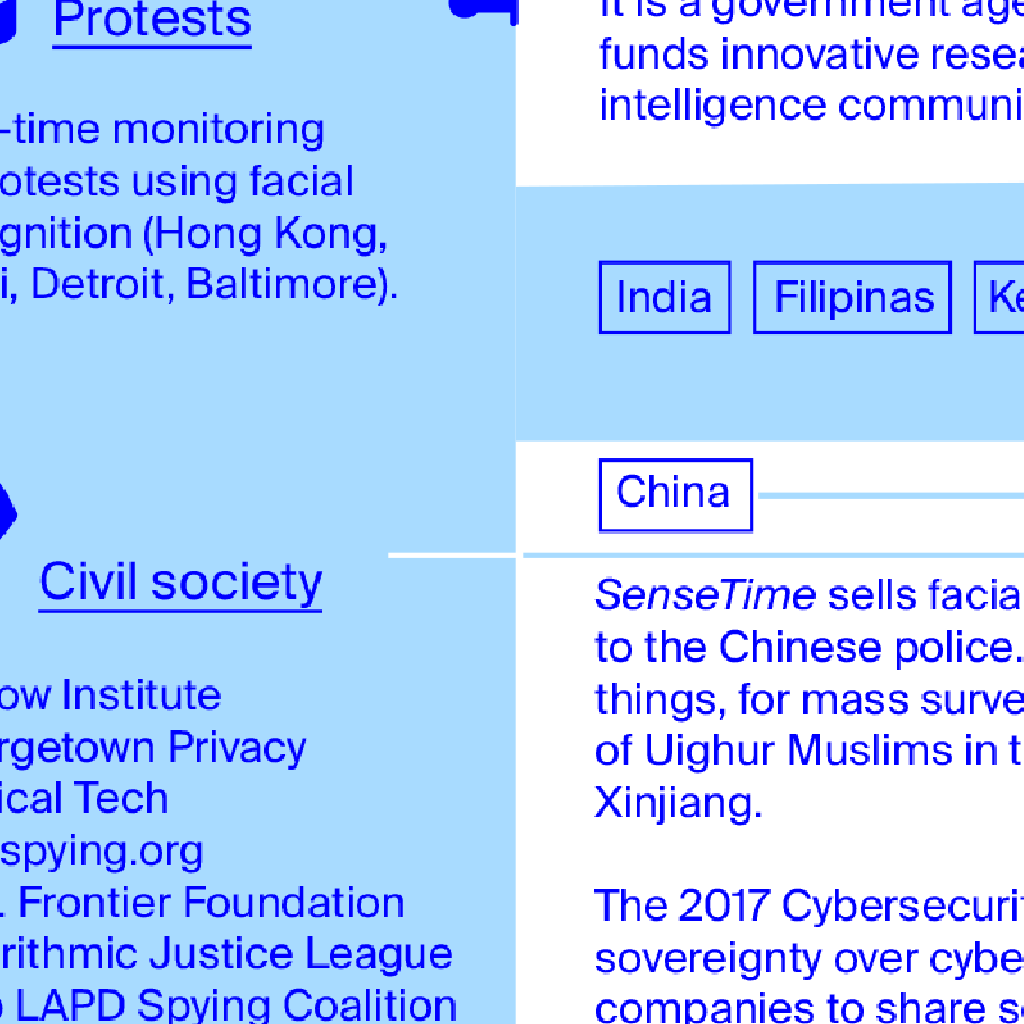 Protests
-time monitoring
otests using facial
gnition (Hong Kong,
i, Detroit, Baltimore).
Civil society
ow Institute
rgetown Privacy
ical Tech
spying.org
. Frontier Foundation
rithmic Justice League
LAPD Spying Coalition
It is a government age
funds innovative resea
intelligence communi
India
Filipinas
Ke
China
SenseTime sells facia
to the Chinese police.
things, for mass surve
of Uighur Muslims in t
Xinjiang.
The 2017 Cybersecurit
sovereignty over cybe
companies to share se